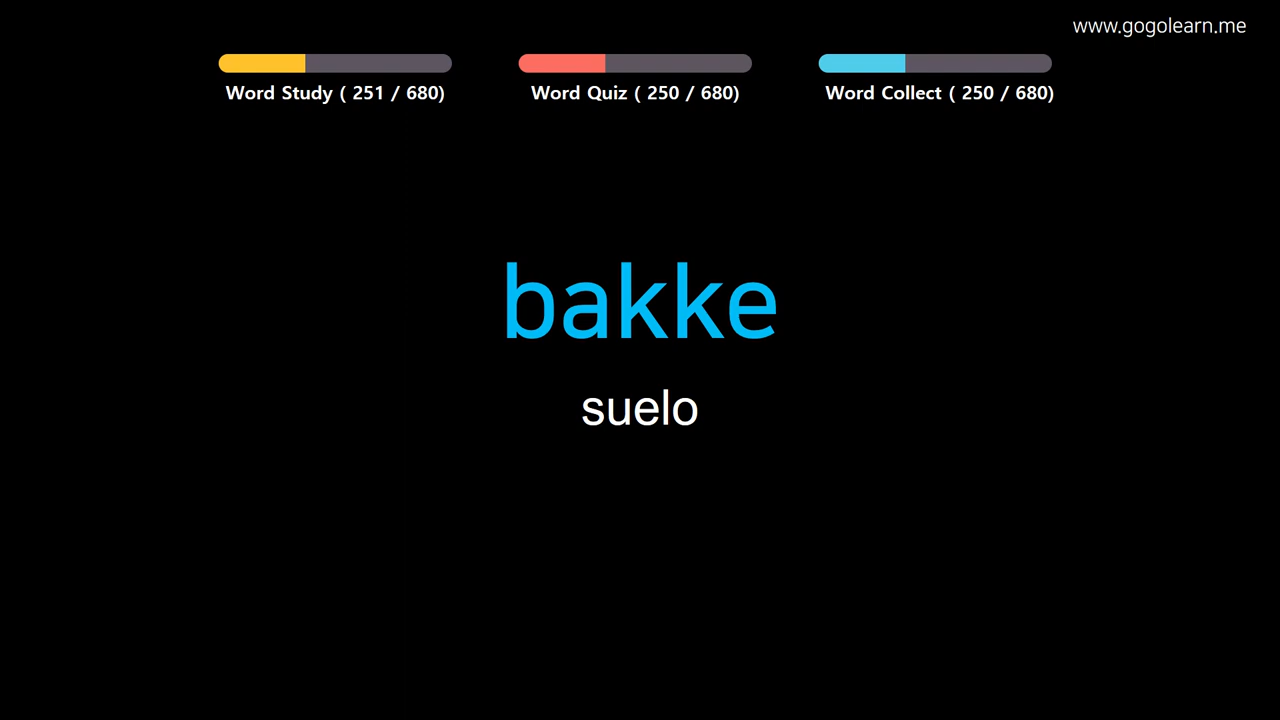 www.gogolearn.me
Word Study ( 251 / 680)
Word Quiz ( 250 / 680)
Word Collect ( 250 / 680)
bakke
suelo